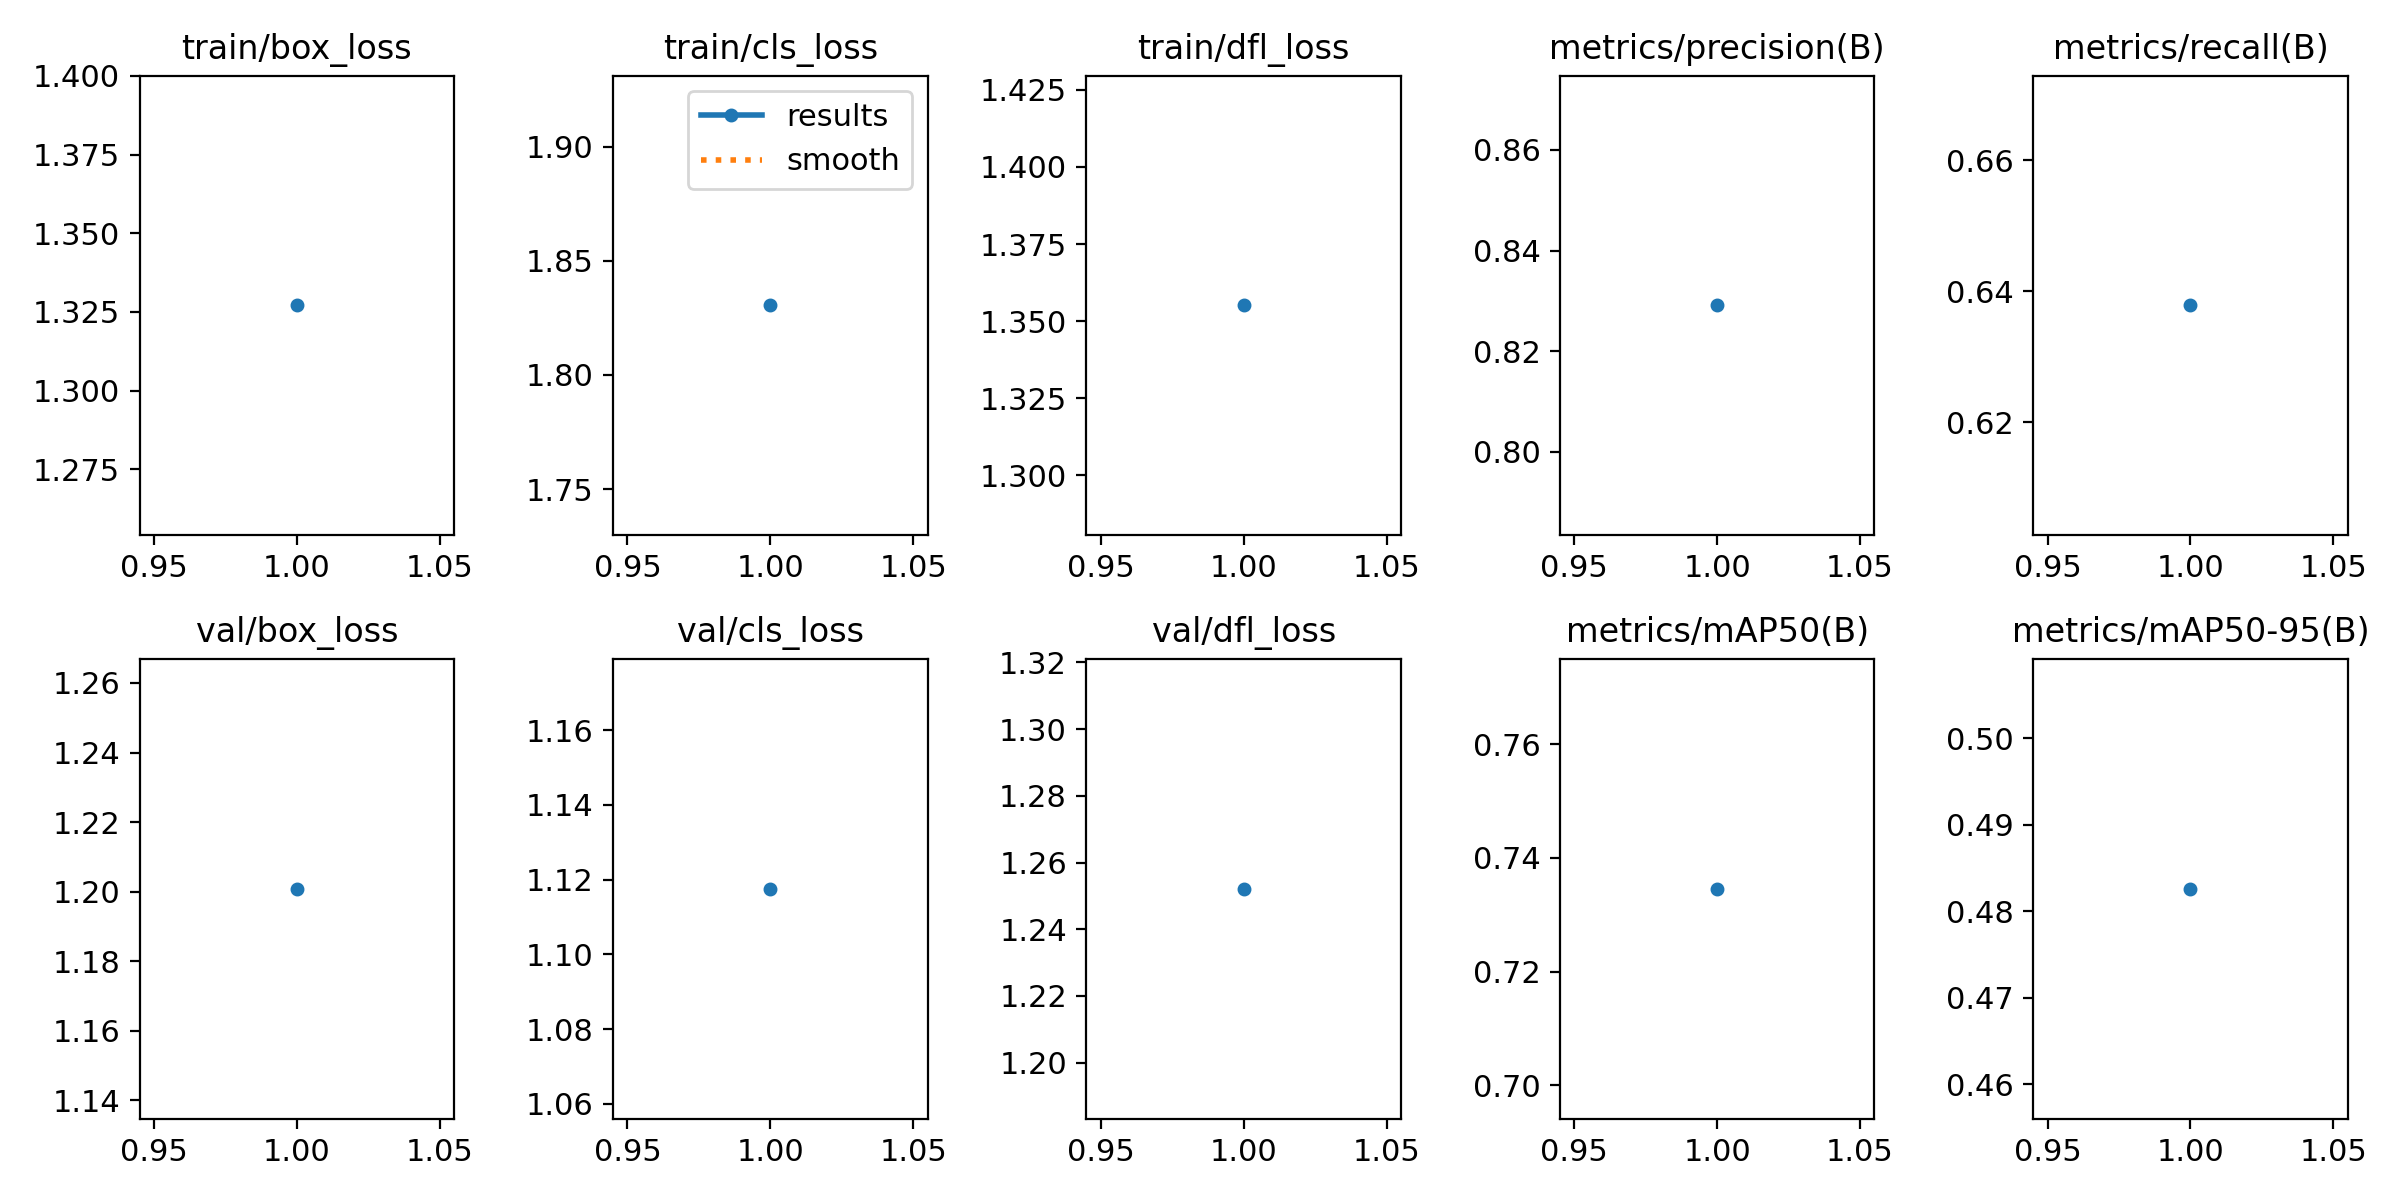 train/box_loss
1.400
1.375
1.350
1.325
1.300
1.275
0.95 1.00 1.05
train/cls_loss
results
smooth
1.90
1.85
1.80
1.75
0.95 1.00 1.05
train/dfl_loss
1.425
1.400
1.375
1.350
1.325
1.300
0.95 1.00 1.05
metrics/precision(B)
0.86
0.84
0.82
0.80
0.95 1.00 1.05
metrics/recall(B)
0.66
0.64
0.62
0.95 1.00 1.05
val/box_loss
1.26
1.24
1.22
1.20
1.18
1.16
1.14
0.95 1.00 1.05
val/cls_loss
1.16
1.14
1.12
1.10
1.08
1.06
0.95 1.00 1.05
val/dfl_loss
1.32
1.30
1.28
1.26
1.24
1.22
1.20
0.95 1.00 1.05
metrics/mAP50(B)
0.76
0.74
0.72
0.70
0.95 1.00 1.05
metrics/mAP50-95(B)
0.50
0.49
0.48
0.47
0.46
0.95 1.00 1.05